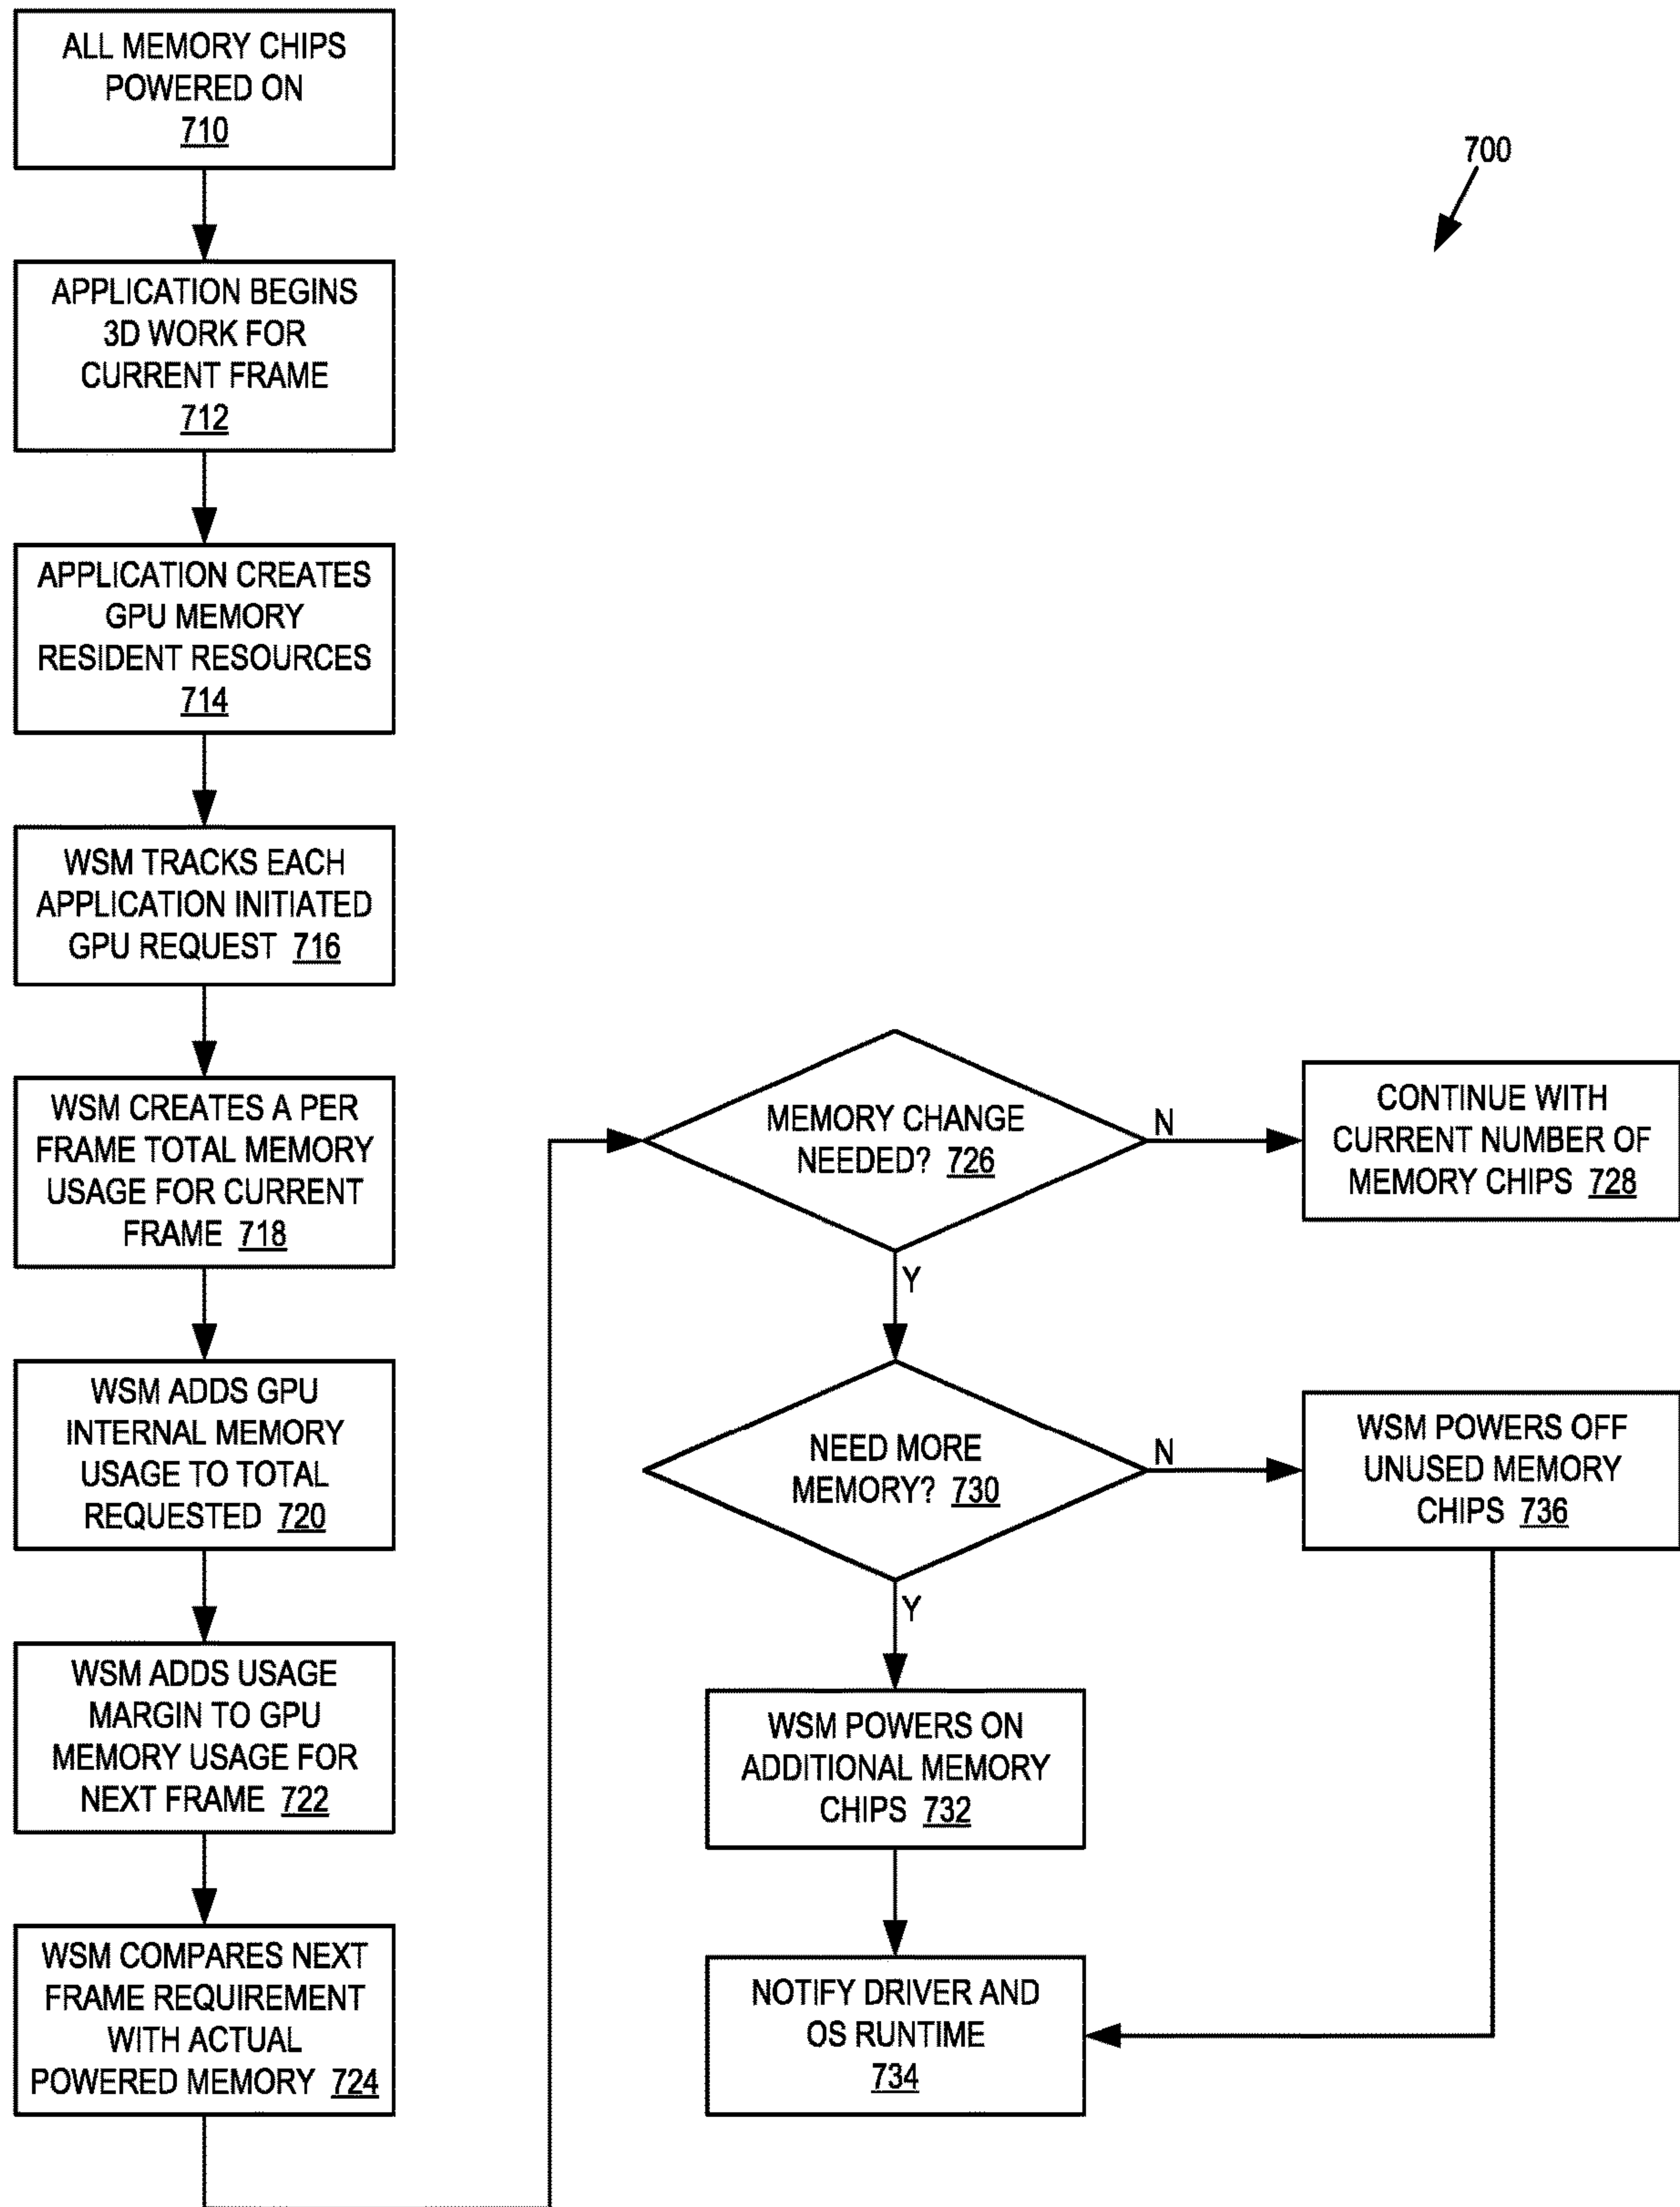 ALL MEMORY CHIPS
POWERED ON
710
700
APPLICATION BEGINS
3D WORK FOR
CURRENT FRAME
712
APPLICATION CREATES
GPU MEMORY
RESIDENT RESOURCES
714
WSM TRACKS EACH
APPLICATION INITIATED
GPU REQUEST 716
WSM CREATES A PER
FRAME TOTAL MEMORY
USAGE FOR CURRENT
FRAME 718
WSM ADDS GPU
INTERNAL MEMORY
USAGE TO TOTAL
REQUESTED 720
WSM ADDS USAGE
MARGIN TO GPU
MEMORY USAGE FOR
NEXT FRAME 722
WSM COMPARES NEXT
FRAME REQUIREMENT
WITH ACTUAL
POWERED MEMORY 724
MEMORY CHANGE
NEEDED? 726
N
CONTINUE WITH
CURRENT NUMBER OF
MEMORY CHIPS 728
Y
NEED MORE
MEMORY? 730
N
WSM POWERS OFF
UNUSED MEMORY
CHIPS 736
Y
WSM POWERS ON
ADDITIONAL MEMORY
CHIPS 732
NOTIFY DRIVER AND
OS RUNTIME
734